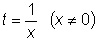 t = 1/x (x ≠ 0)